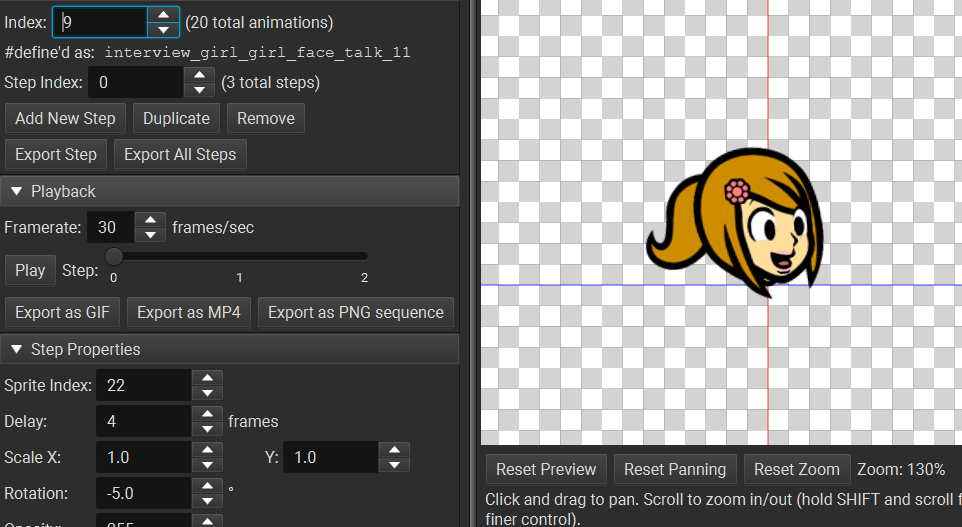 Index: 9 (20 total animations)
#define'd as: interview_girl_girl_face_talk_11
Step Index: 0 (3 total steps)
Add New Step Duplicate Remove
Export Step Export All Steps
Playback
Framerate: 30 frames/sec
Play Step: 0 1 2
Export as GIF Export as MP4 Export as PNG sequence
Step Properties
Sprite Index: 22
Delay: 4 frames
Scale X: 1.0 Y: 1.0
Rotation: -5.0 °
Opacity: 255
Reset Preview Reset Panning Reset Zoom Zoom: 130%
Click and drag to pan. Scroll to zoom in/out (hold SHIFT and scroll f
finer control).